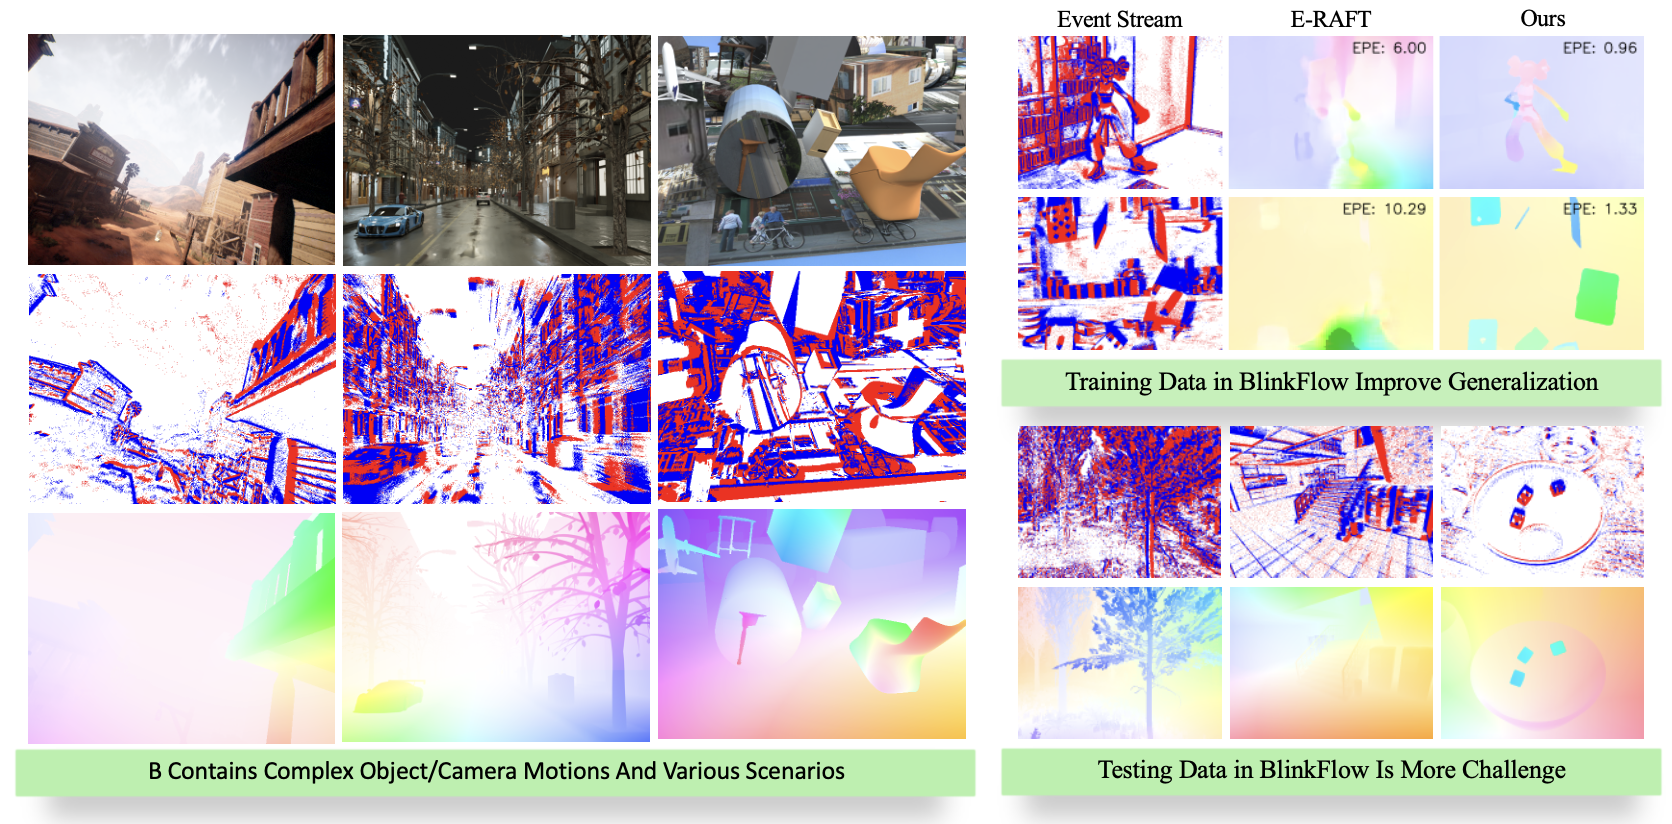 Event Stream
E-RAFT
Ours
EPE: 6.00
EPE: 0.96
EPE: 10.29
EPE: 1.33
Training Data in BlinkFlow Improve Generalization
B Contains Complex Object/Camera Motions And Various Scenarios
Testing Data in BlinkFlow Is More Challenge